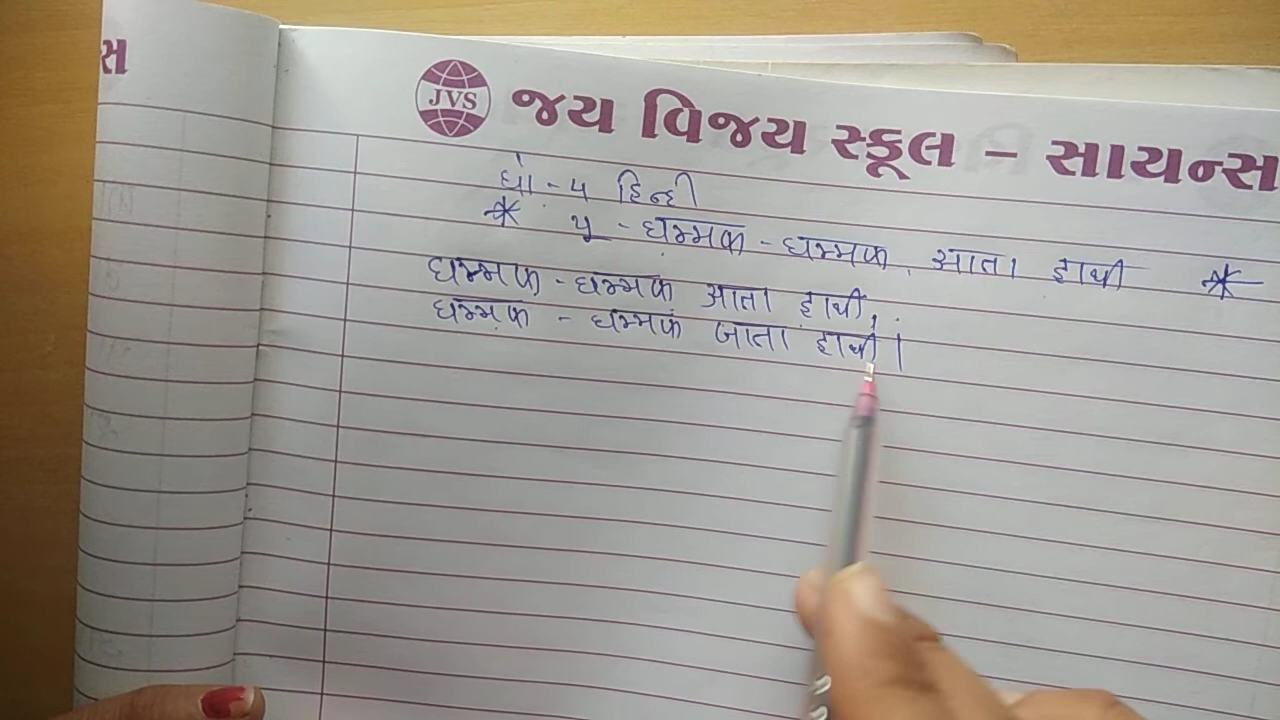 સ
JVS જય વિજય સ્કૂલ - સાયન્સ
ધો - ૫ હિન્દી
* ५ - धम्मक - धम्मक आता हाथी *
धम्मक - धम्मक आता हाथी,
धम्मक - धम्मक जाता हाथी।